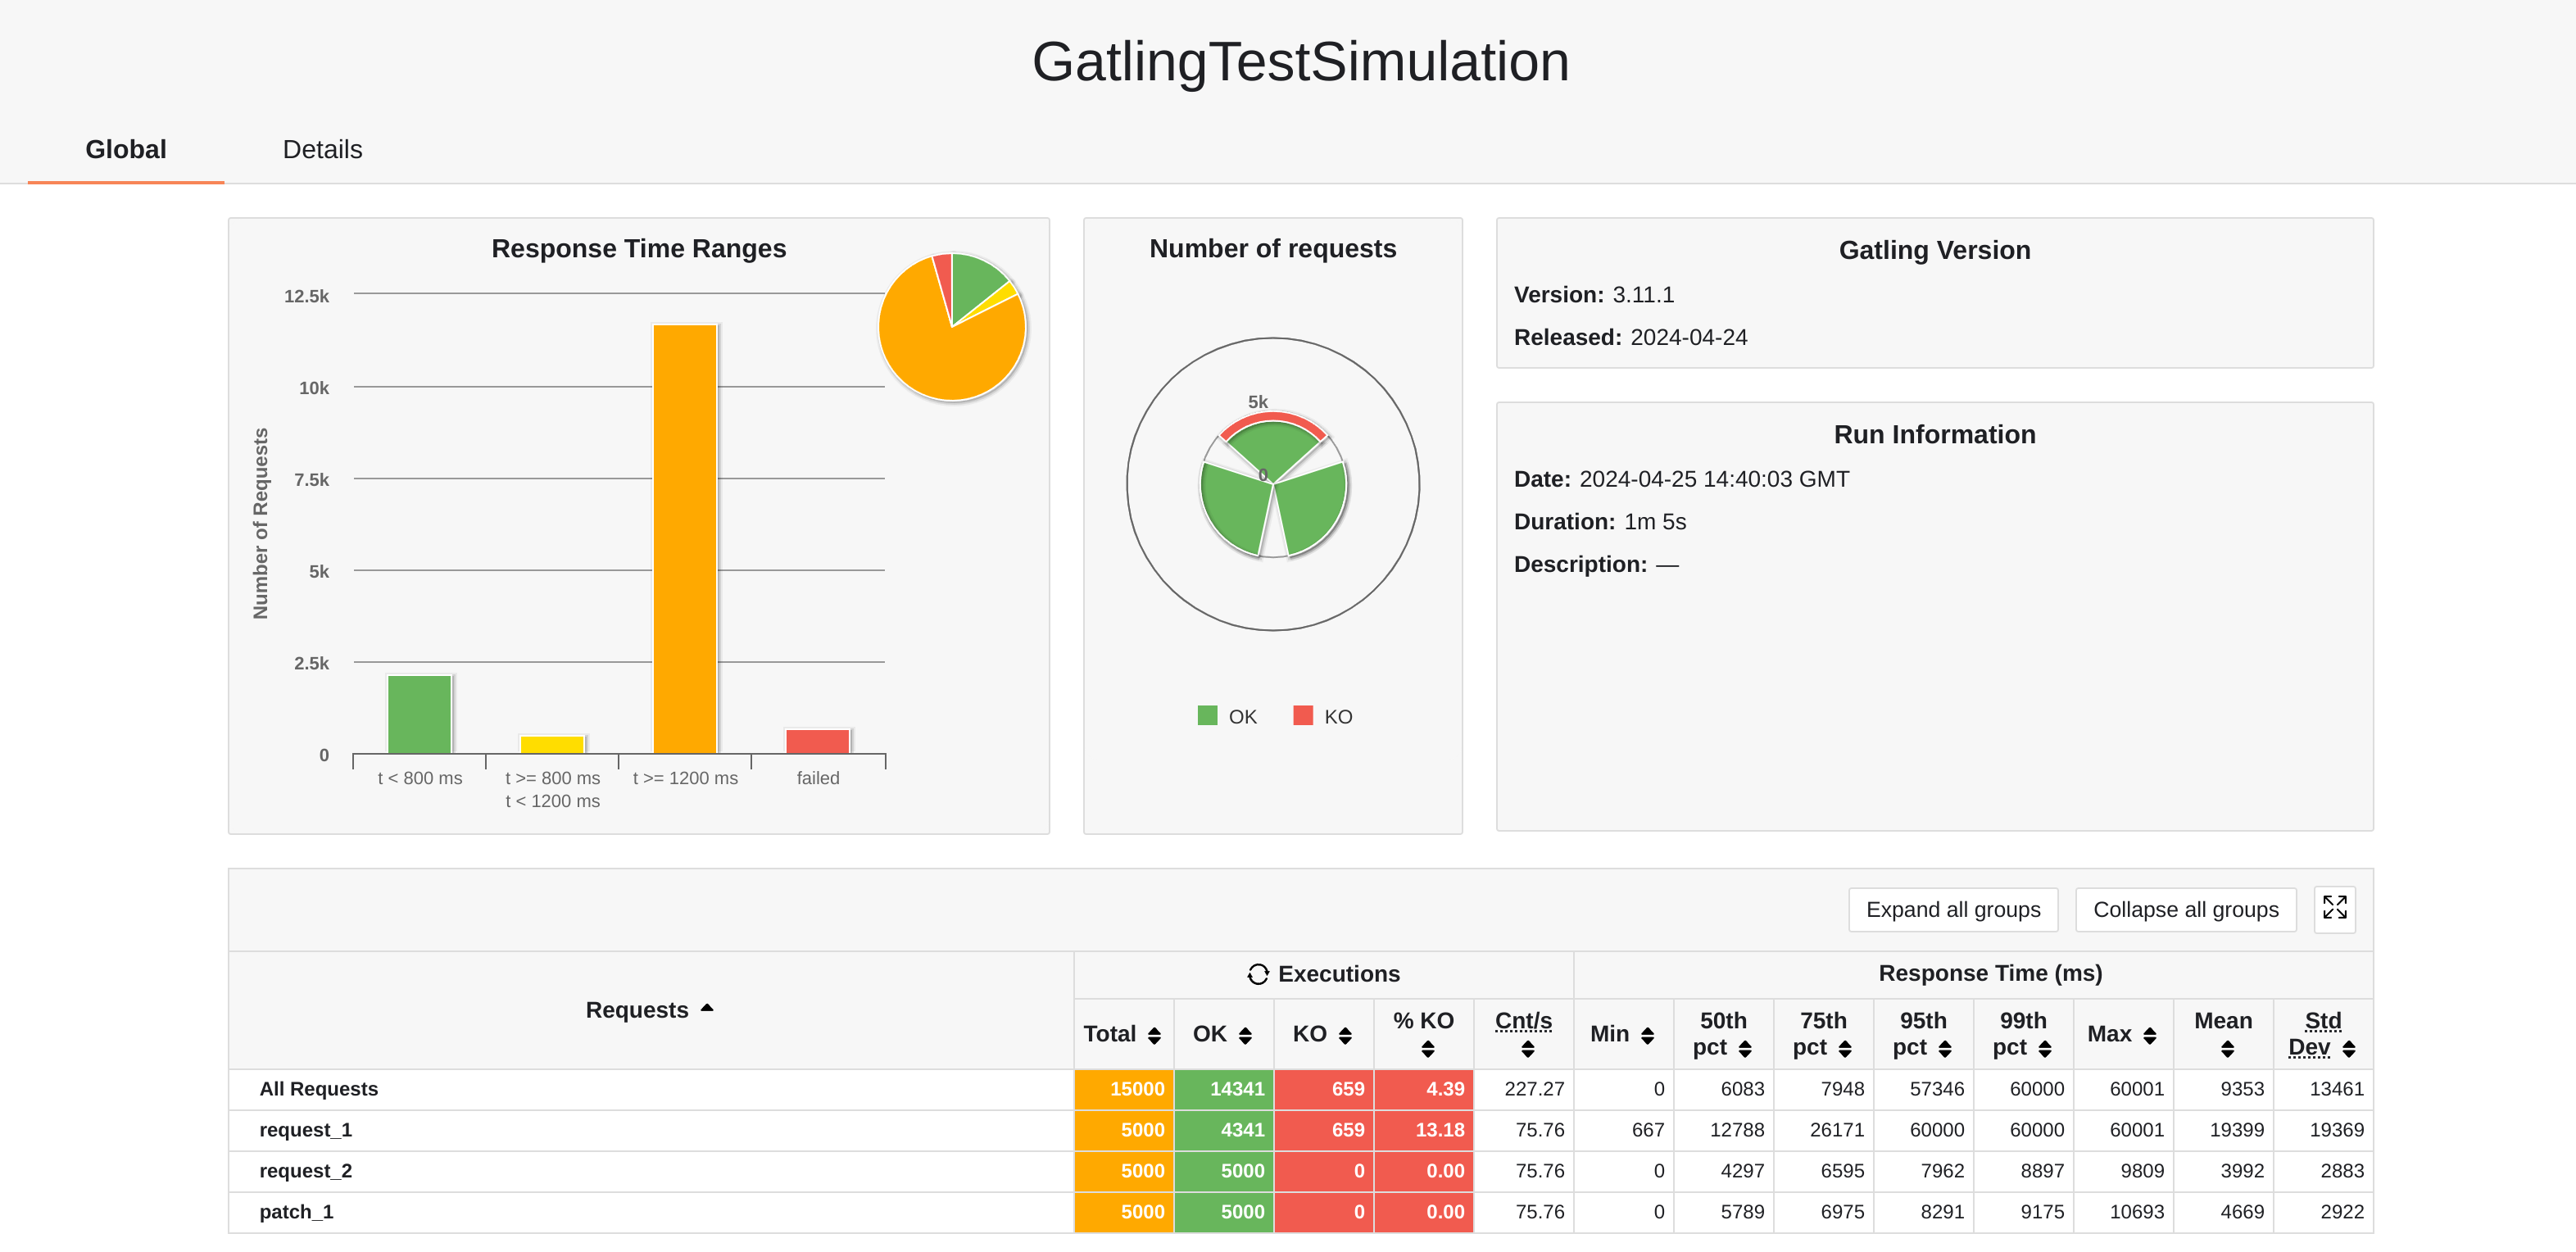 GatlingTestSimulation
Global Details
Response Time Ranges
12.5k
10k
7.5k
5k
2.5k
0
Number of Requests
t < 800 ms
t >= 800 ms
t < 1200 ms
t >= 1200 ms
failed
Number of requests
5k
0
OK KO
Gatling Version
Version: 3.11.1
Released: 2024-04-24
Run Information
Date: 2024-04-25 14:40:03 GMT
Duration: 1m 5s
Description: —
Expand all groups Collapse all groups
Requests
Executions
Response Time (ms)
Total OK KO % KO Cnt/s Min 50th pct 75th pct 95th pct 99th pct Max Mean Std Dev
All Requests 15000 14341 659 4.39 227.27 0 6083 7948 57346 60000 60001 9353 13461
request_1 5000 4341 659 13.18 75.76 667 12788 26171 60000 60000 60001 19399 19369
request_2 5000 5000 0 0.00 75.76 0 4297 6595 7962 8897 9809 3992 2883
patch_1 5000 5000 0 0.00 75.76 0 5789 6975 8291 9175 10693 4669 2922